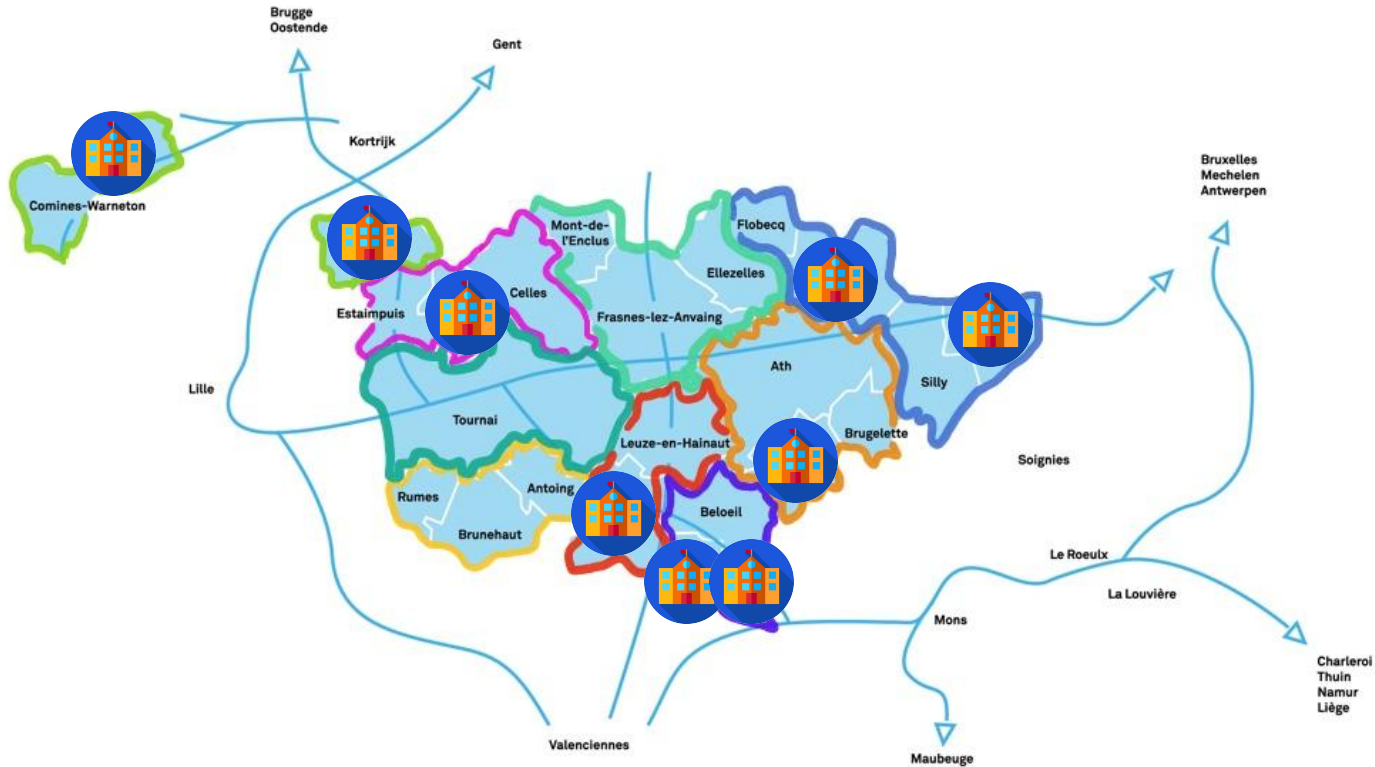 Brugge
Oostende
Gent
Kortrijk
Bruxelles
Mechelen
Antwerpen
Comines-Warneton
Mont-de-
l'Enclus
Flobecq
Ellezelles
Celles
Estaimpuis
Frasnes-lez-Anvaing
Ath
Silly
Lille
Tournai
Leuze-en-Hainaut
Brugelette
Soignies
Rumes
Antoing
Brunehaut
Beloeil
Le Roeulx
La Louvière
Mons
Charleroi
Thuin
Namur
Liège
Valenciennes
Maubeuge